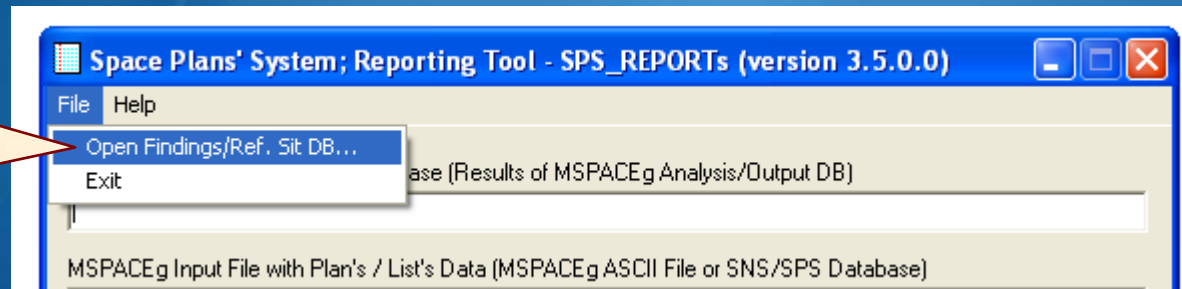 Space Plans' System; Reporting Tool - SPS_REPORTs (version 3.5.0.0)
File Help
Open Findings/Ref. Sit DB...
Exit
ase (Results of MSPACEg Analysis/Output DB)
MSPACEg Input File with Plan's / List's Data (MSPACEg ASCII File or SNS/SPS Database)